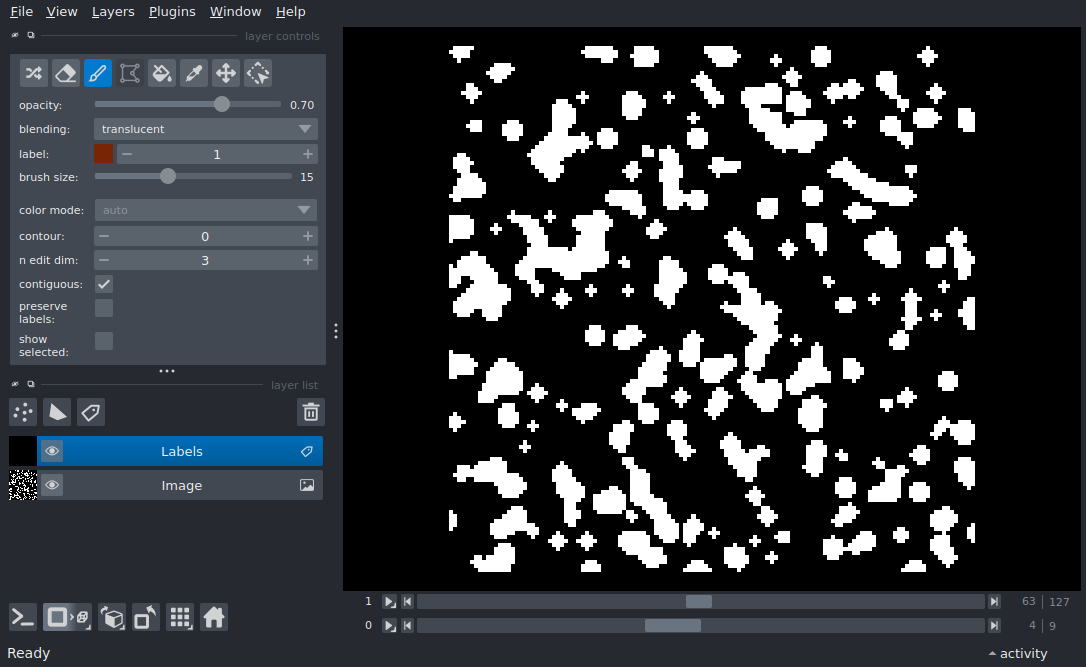 File View Layers Plugins Window Help
layer controls
opacity: 0.70
blending: translucent
label: 1
brush size: 15
color mode: auto
contour: 0
n edit dim: 3
contiguous:
preserve
labels:
show
selected:
layer list
Labels
Image
1 63 127
0 4 9
Ready activity